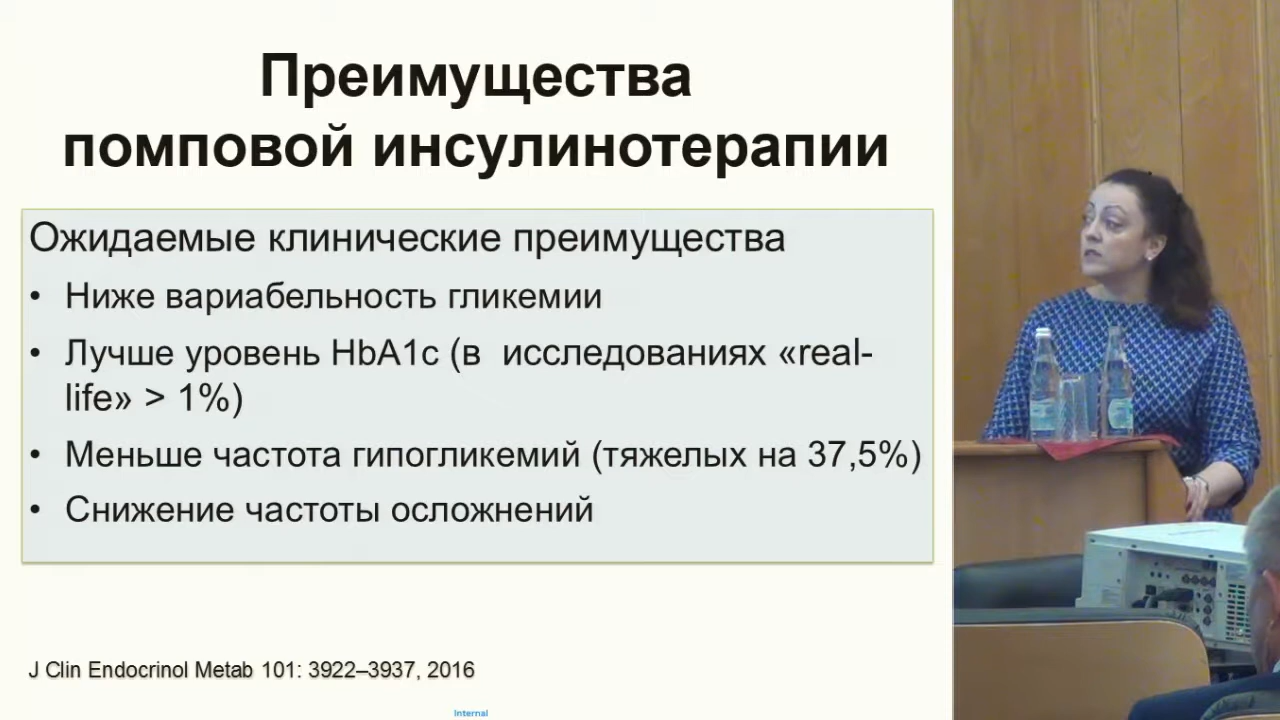 Преимущества
помповой инсулинотерапии
Ожидаемые клинические преимущества
• Ниже вариабельность гликемии
• Лучше уровень HbA1c (в исследованиях «real-
life» > 1%)
• Меньше частота гипогликемий (тяжелых на 37,5%)
• Снижение частоты осложнений
J Clin Endocrinol Metab 101: 3922–3937, 2016
Internal